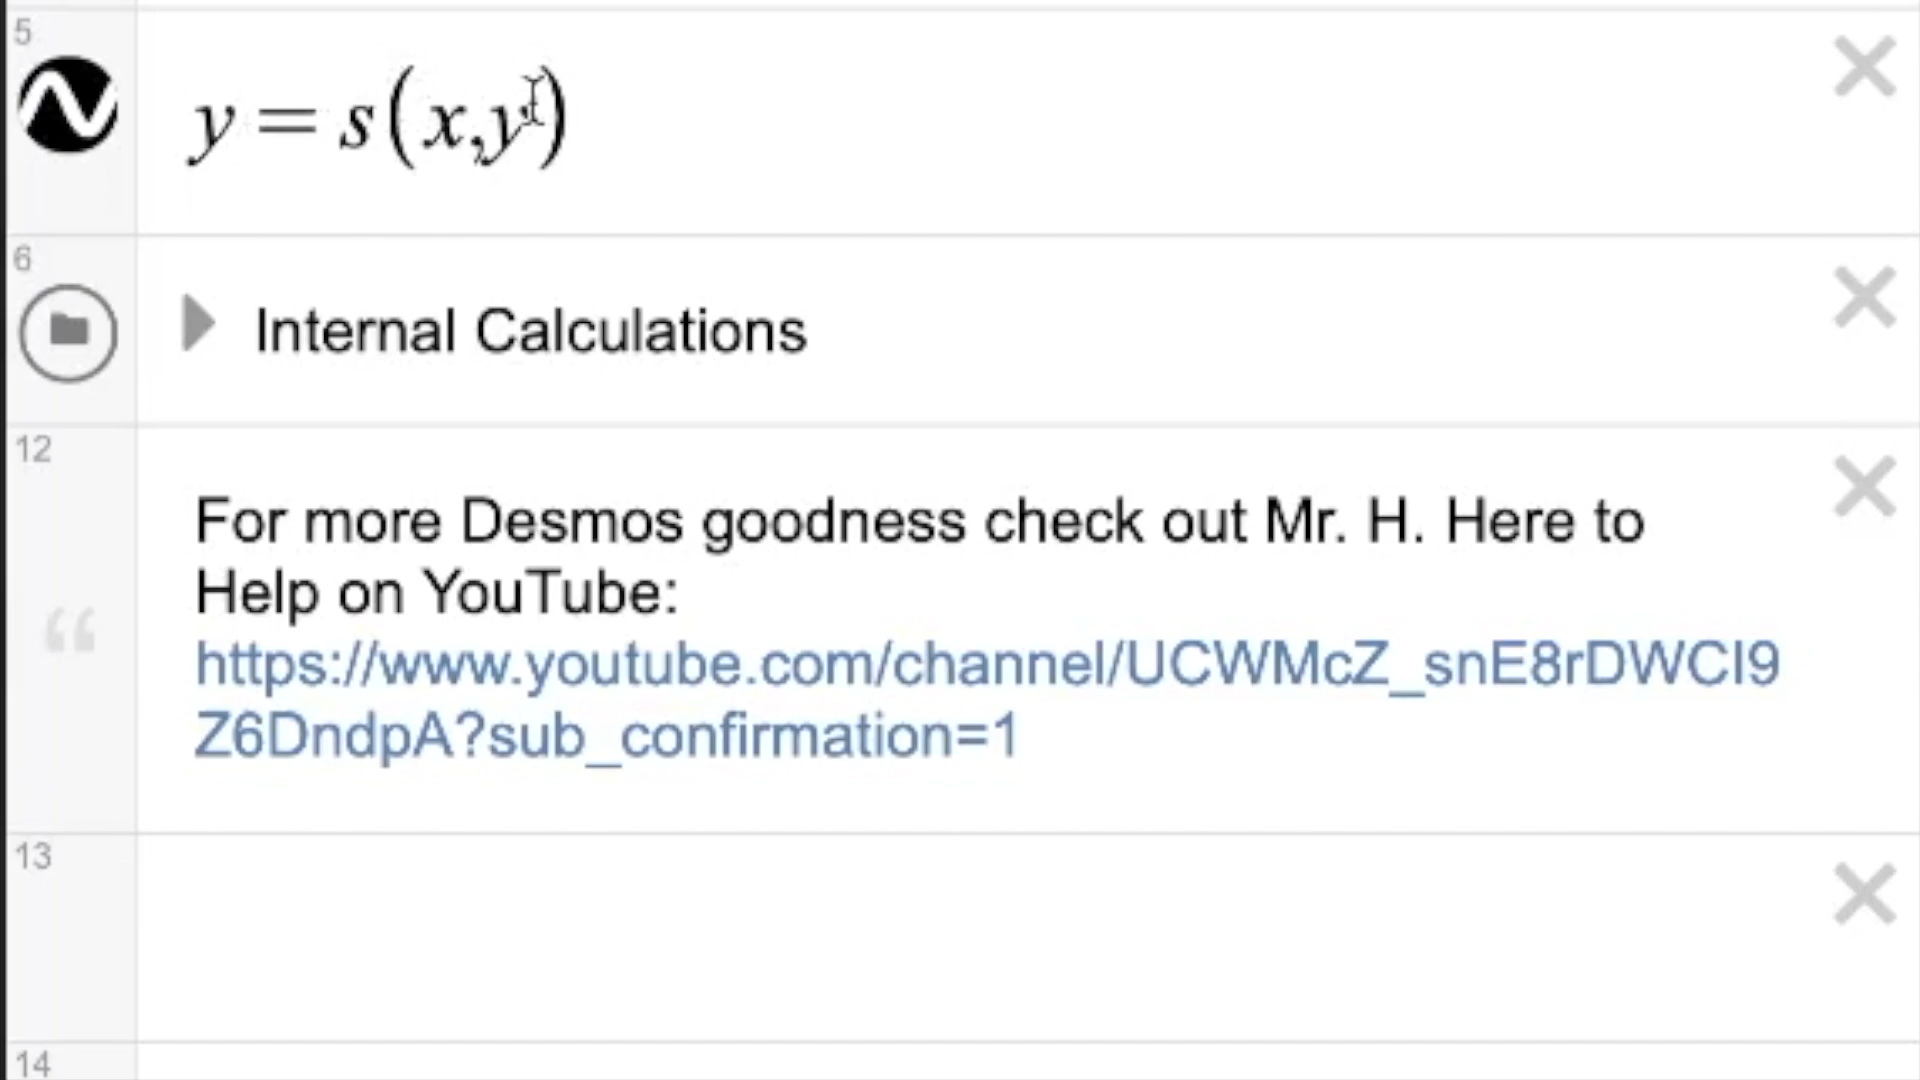 5
y = s(x,y)
6
Internal Calculations
12
For more Desmos goodness check out Mr. H. Here to
Help on YouTube:
https://www.youtube.com/channel/UCWMcZ_snE8rDWCI9
Z6DndpA?sub_confirmation=1
13
14